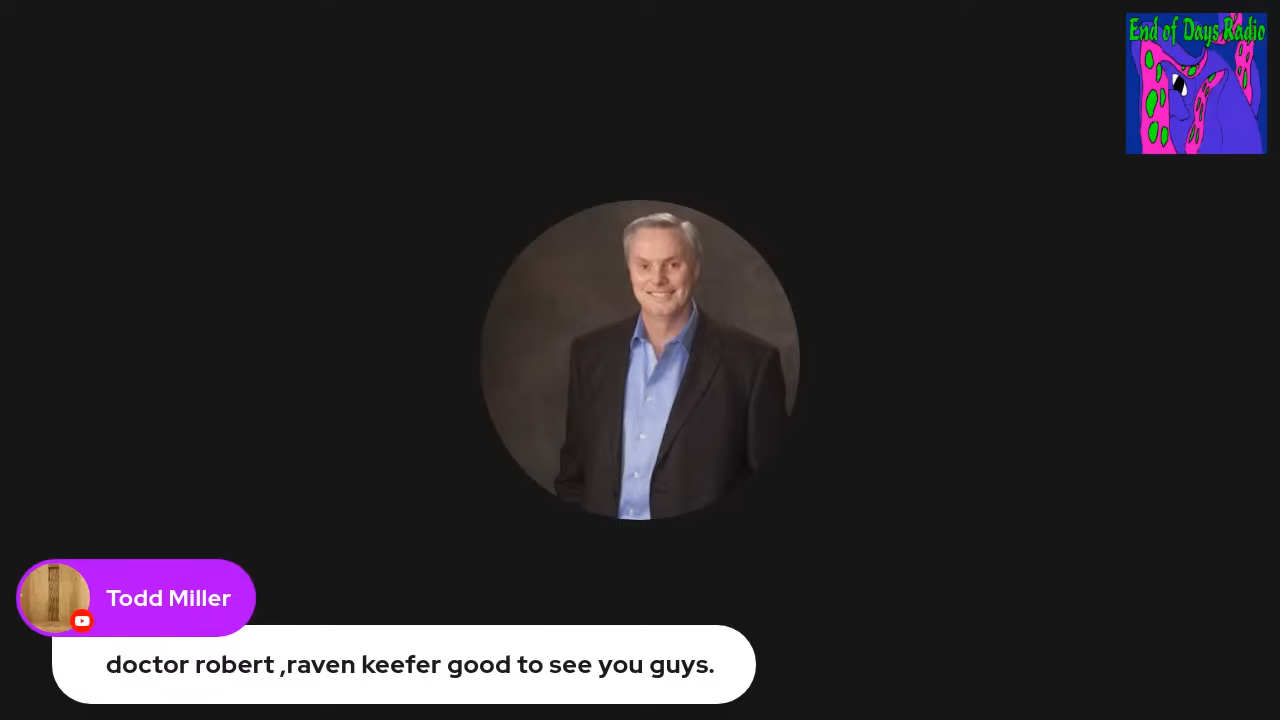 End of Days Radio
Todd Miller
doctor robert ,raven keefer good to see you guys.